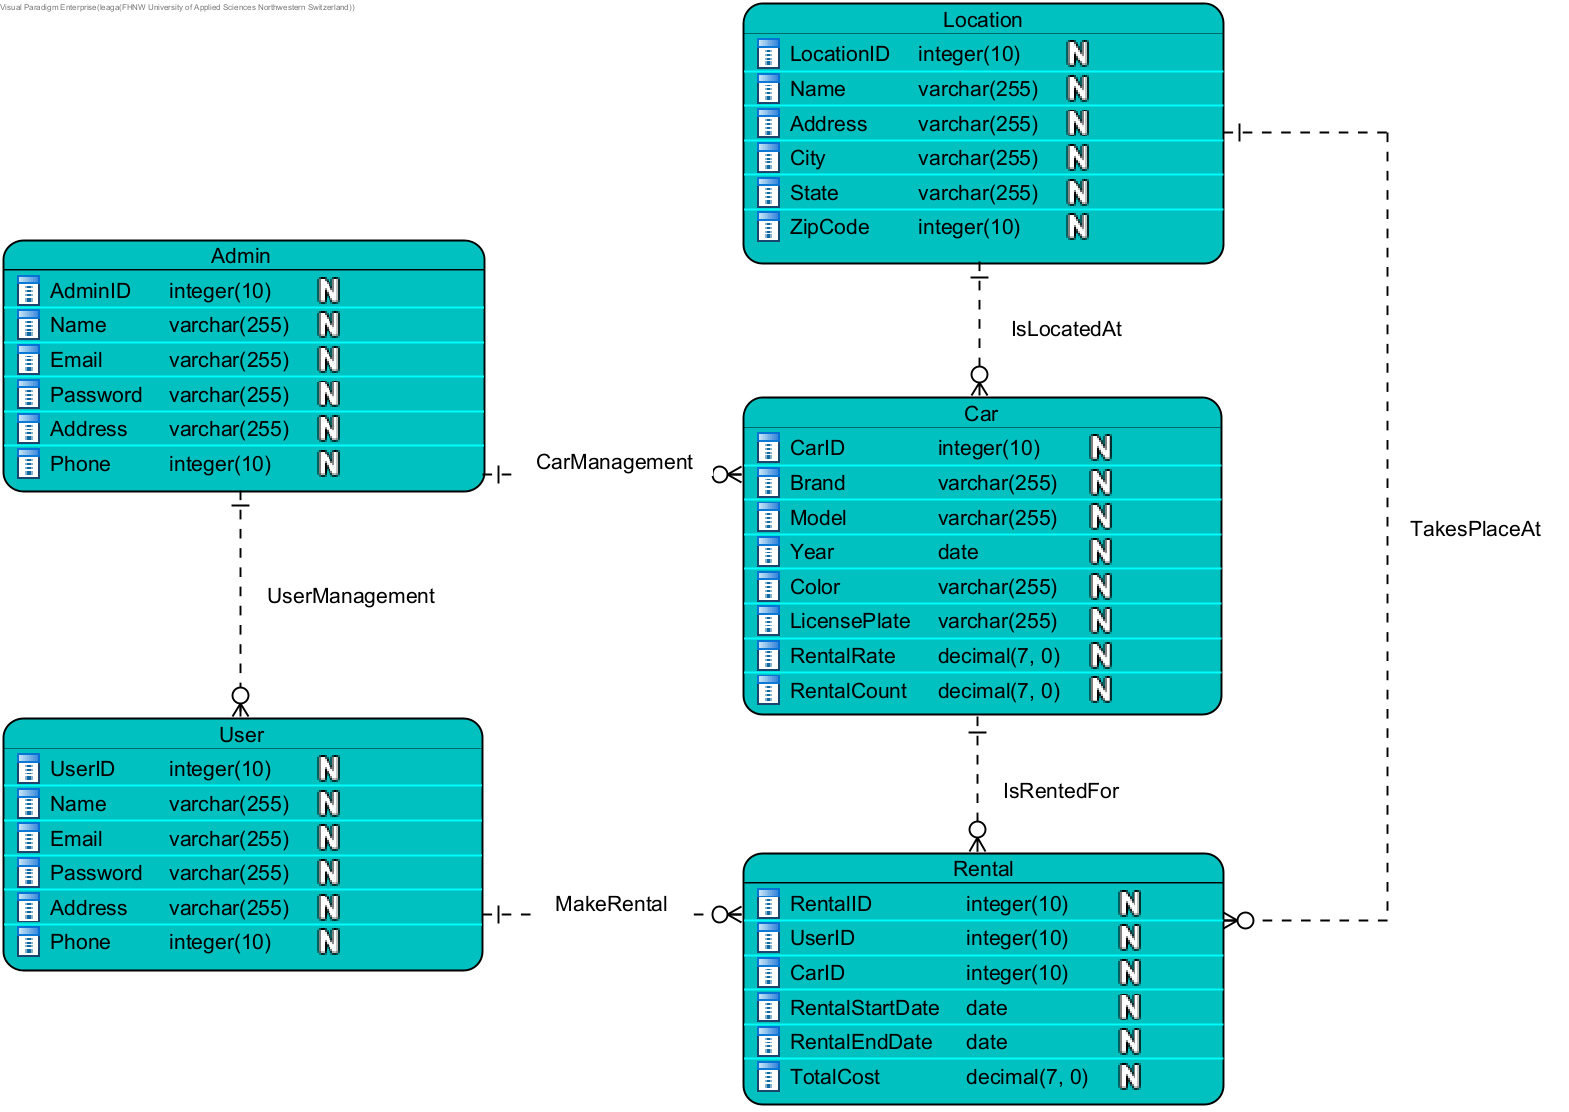 Visual Paradigm Enterprise(leaga(FHNW University of Applied Sciences Northwestern Switzerland))
Location
LocationID integer(10) N
Name varchar(255) N
Address varchar(255) N
City varchar(255) N
State varchar(255) N
ZipCode integer(10) N
Admin
AdminID integer(10) N
Name varchar(255) N
Email varchar(255) N
Password varchar(255) N
Address varchar(255) N
Phone integer(10) N
IsLocatedAt
CarManagement
Car
CarID integer(10) N
Brand varchar(255) N
Model varchar(255) N
Year date N
Color varchar(255) N
LicensePlate varchar(255) N
RentalRate decimal(7, 0) N
RentalCount decimal(7, 0) N
TakesPlaceAt
UserManagement
User
UserID integer(10) N
Name varchar(255) N
Email varchar(255) N
Password varchar(255) N
Address varchar(255) N
Phone integer(10) N
IsRentedFor
MakeRental
Rental
RentalID integer(10) N
UserID integer(10) N
CarID integer(10) N
RentalStartDate date N
RentalEndDate date N
TotalCost decimal(7, 0) N